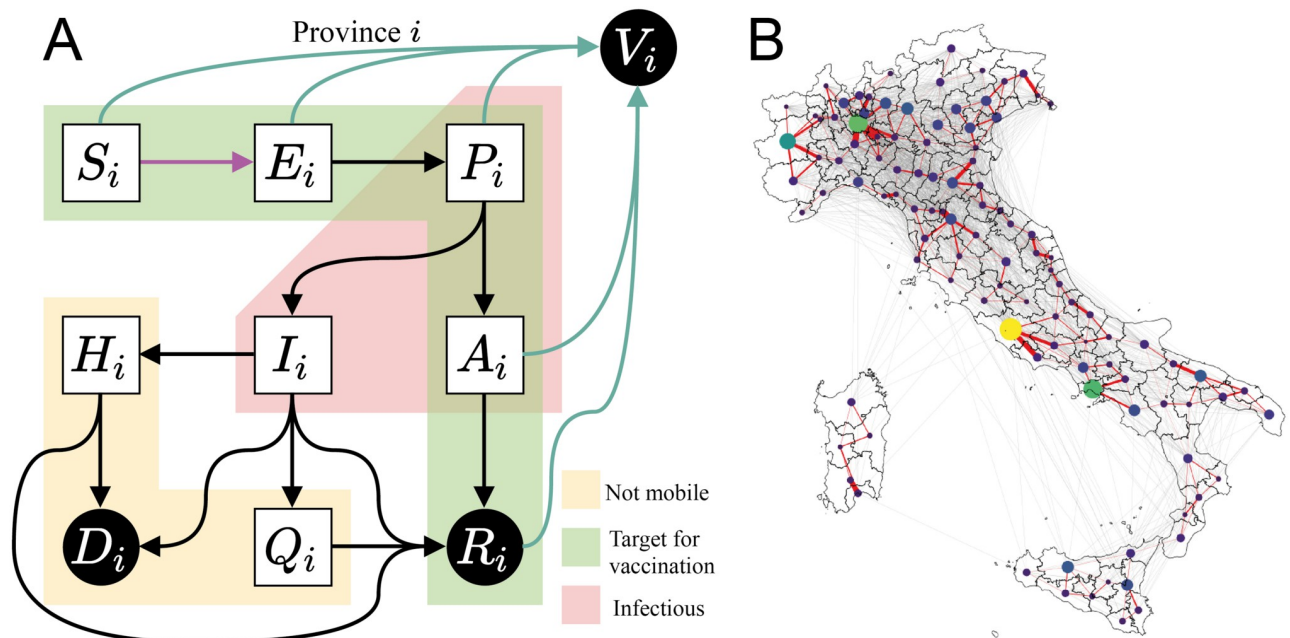 A
Province i
V_i
B
S_i
E_i
P_i
H_i
I_i
A_i
D_i
Q_i
R_i
Not mobile
Target for
vaccination
Infectious